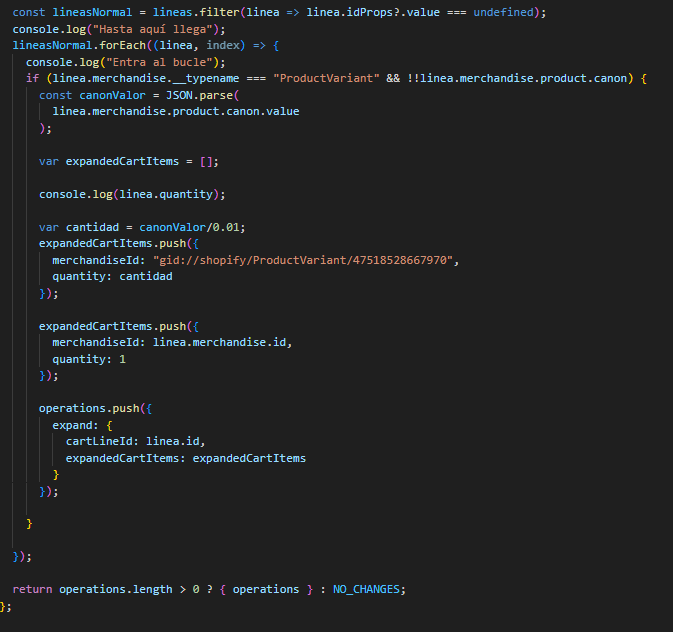 const lineasNormal = lineas.filter(linea => linea.idProps?.value === undefined);
console.log("Hasta aquí llega");
lineasNormal.forEach((linea, index) => {
console.log("Entra al bucle");
if (linea.merchandise.__typename === "ProductVariant" && !!linea.merchandise.product.canon) {
const canonValor = JSON.parse(
linea.merchandise.product.canon.value
);
var expandedCartItems = [];
console.log(linea.quantity);
var cantidad = canonValor/0.01;
expandedCartItems.push({
merchandiseId: "gid://shopify/ProductVariant/47518528667970",
quantity: cantidad
});
expandedCartItems.push({
merchandiseId: linea.merchandise.id,
quantity: 1
});
operations.push({
expand: {
cartLineId: linea.id,
expandedCartItems: expandedCartItems
}
});
}
});
return operations.length > 0 ? { operations } : NO_CHANGES;
};